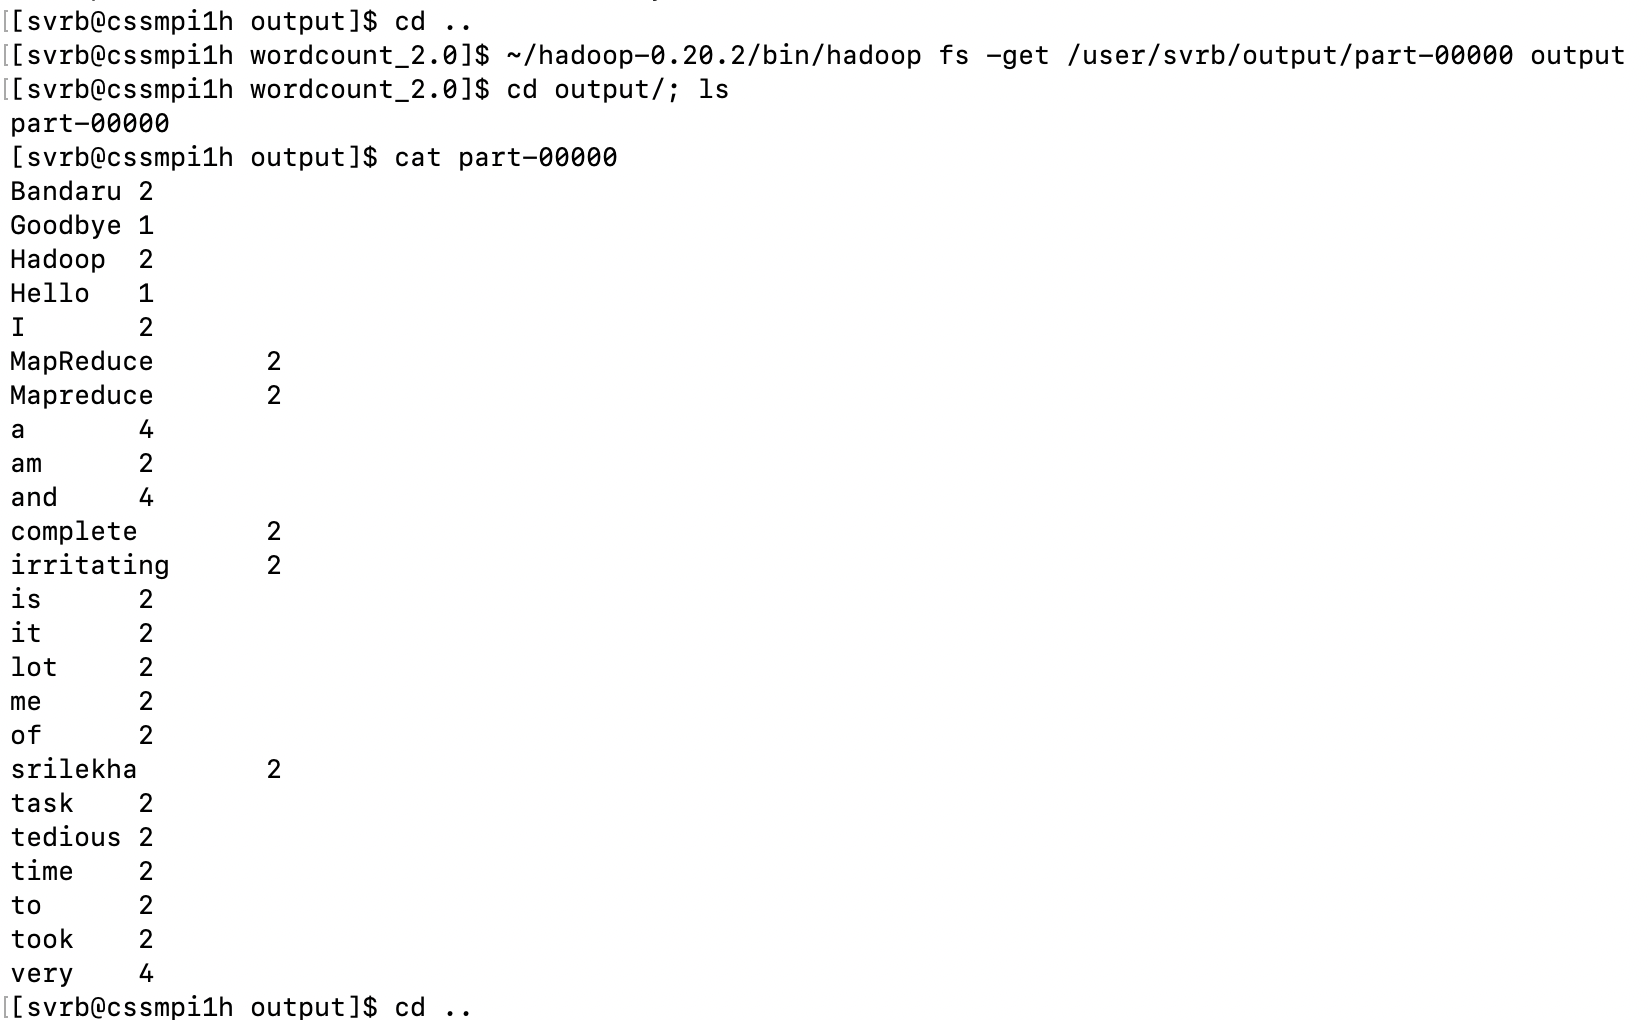 [[svrb@cssmpi1h output]$ cd ..
[[svrb@cssmpi1h wordcount_2.0]$ ~/hadoop-0.20.2/bin/hadoop fs -get /user/svrb/output/part-00000 output
[[svrb@cssmpi1h wordcount_2.0]$ cd output/; ls
part-00000
[svrb@cssmpi1h output]$ cat part-00000
Bandaru 2
Goodbye 1
Hadoop  2
Hello   1
I       2
MapReduce       2
Mapreduce       2
a       4
am      2
and     4
complete        2
irritating      2
is      2
it      2
lot     2
me      2
of      2
srilekha        2
task    2
tedious 2
time    2
to      2
took    2
very    4
[[svrb@cssmpi1h output]$ cd ..